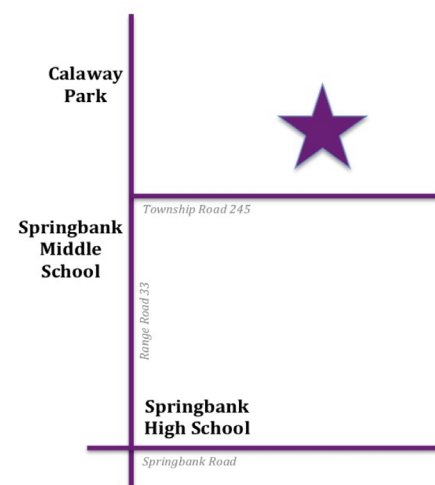 Calaway
Park
Township Road 245
Springbank
Middle
School
Range Road 33
Springbank
High School
Springbank Road